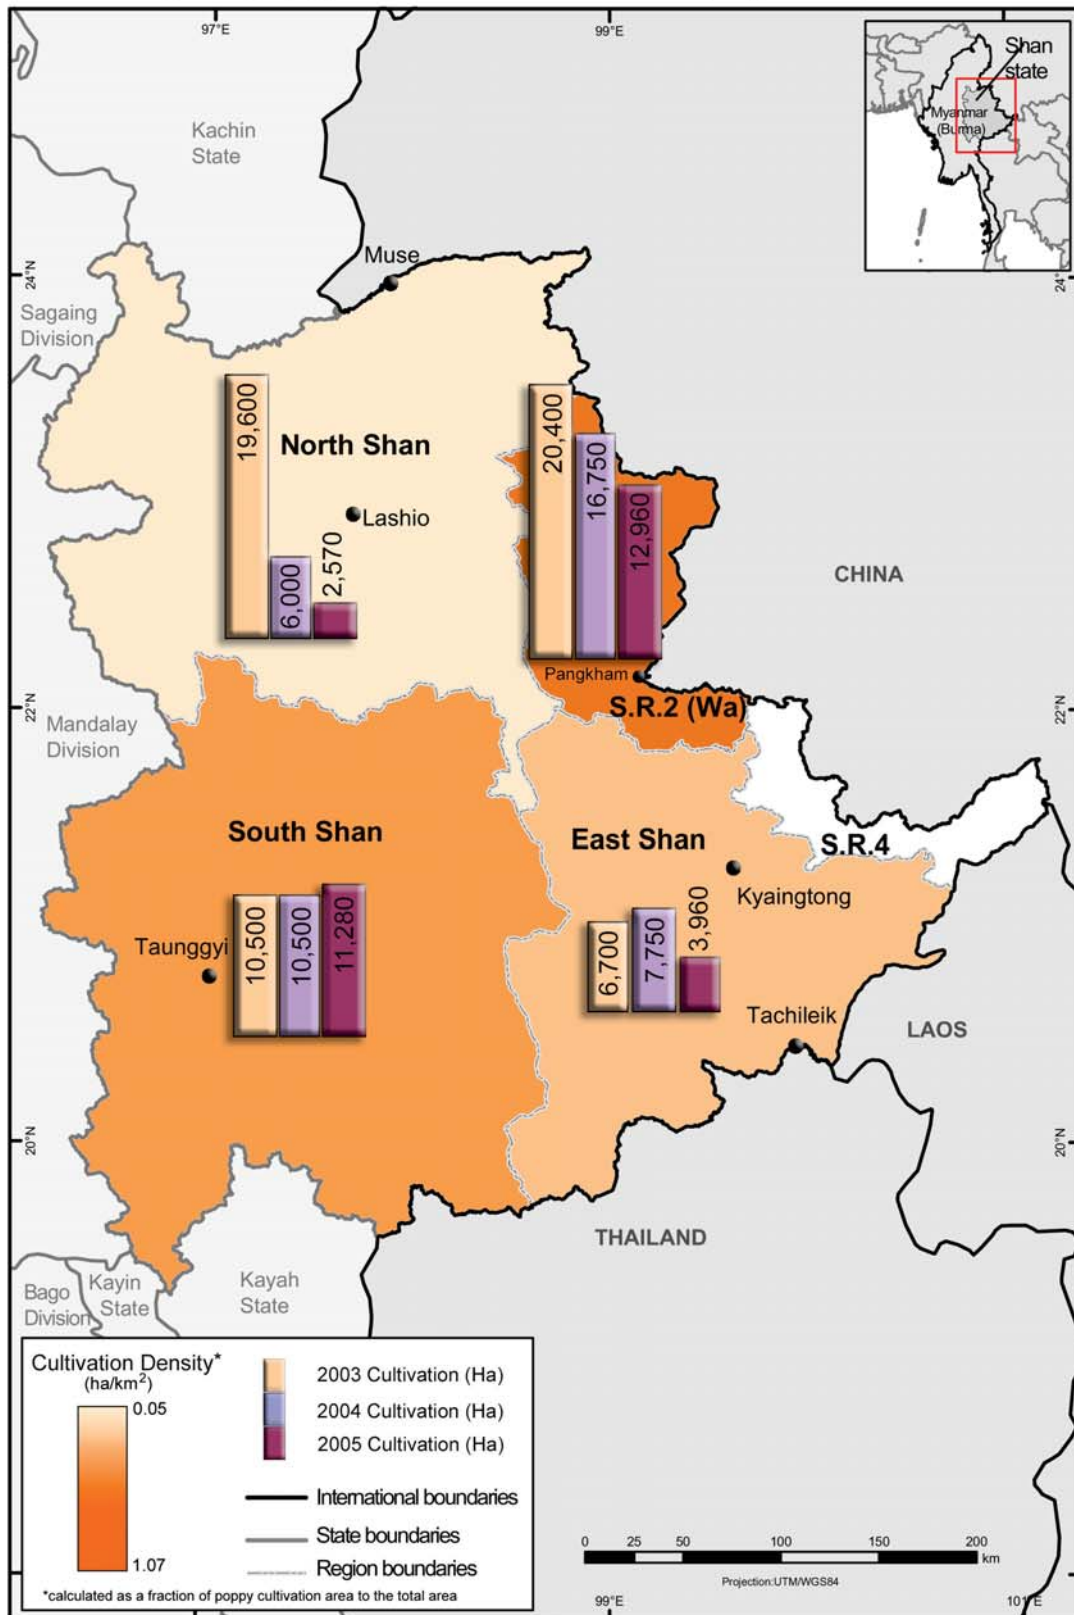 97°E
99°E
Shan
state
Myanmar
(Burma)
Kachin
State
Muse
24°N
24°
Sagaing
Division
19,600
6,000
2,570
North Shan
Lashio
20,400
16,750
12,960
CHINA
Pangkham
S.R.2 (Wa)
22°N
22°N
Mandalay
Division
South Shan
East Shan
S.R.4
Kyaingtong
Taunggyi
10,500
10,500
11,280
6,700
7,750
3,960
Tachileik
LAOS
20°N
20°N
THAILAND
Bago
Division
Kayin
State
Kayah
State
Cultivation Density*
(ha/km²)
0.05
1.07
2003 Cultivation (Ha)
2004 Cultivation (Ha)
2005 Cultivation (Ha)
International boundaries
State boundaries
Region boundaries
*calculated as a fraction of poppy cultivation area to the total area
0 25 50 100 150 200
km
Projection:UTM/WGS84
99°E
101°E